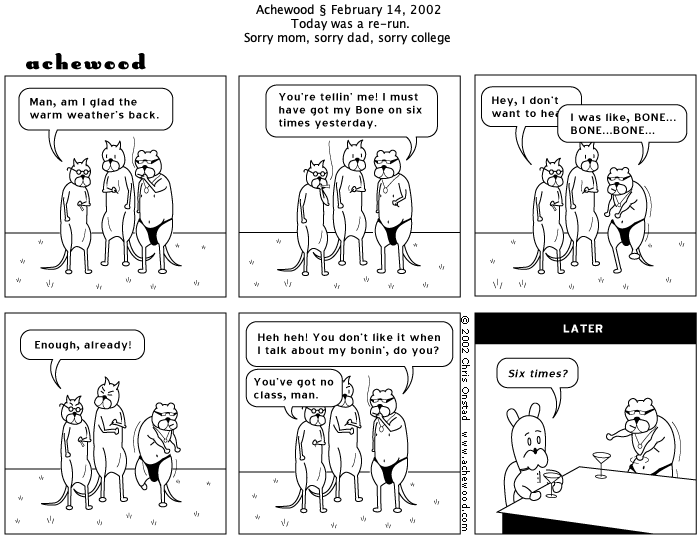 Achewood § February 14, 2002
Today was a re-run.
Sorry mom, sorry dad, sorry college
achewood
Man, am I glad the
warm weather's back.
You're tellin' me! I must
have got my Bone on six
times yesterday.
Hey, I don't
want to hea
I was like, BONE...
BONE...BONE...
Enough, already!
Heh heh! You don't like it when
I talk about my bonin', do you?
You've got no
class, man.
© 2002 Chris Onstad www.achewood.com
LATER
Six times?